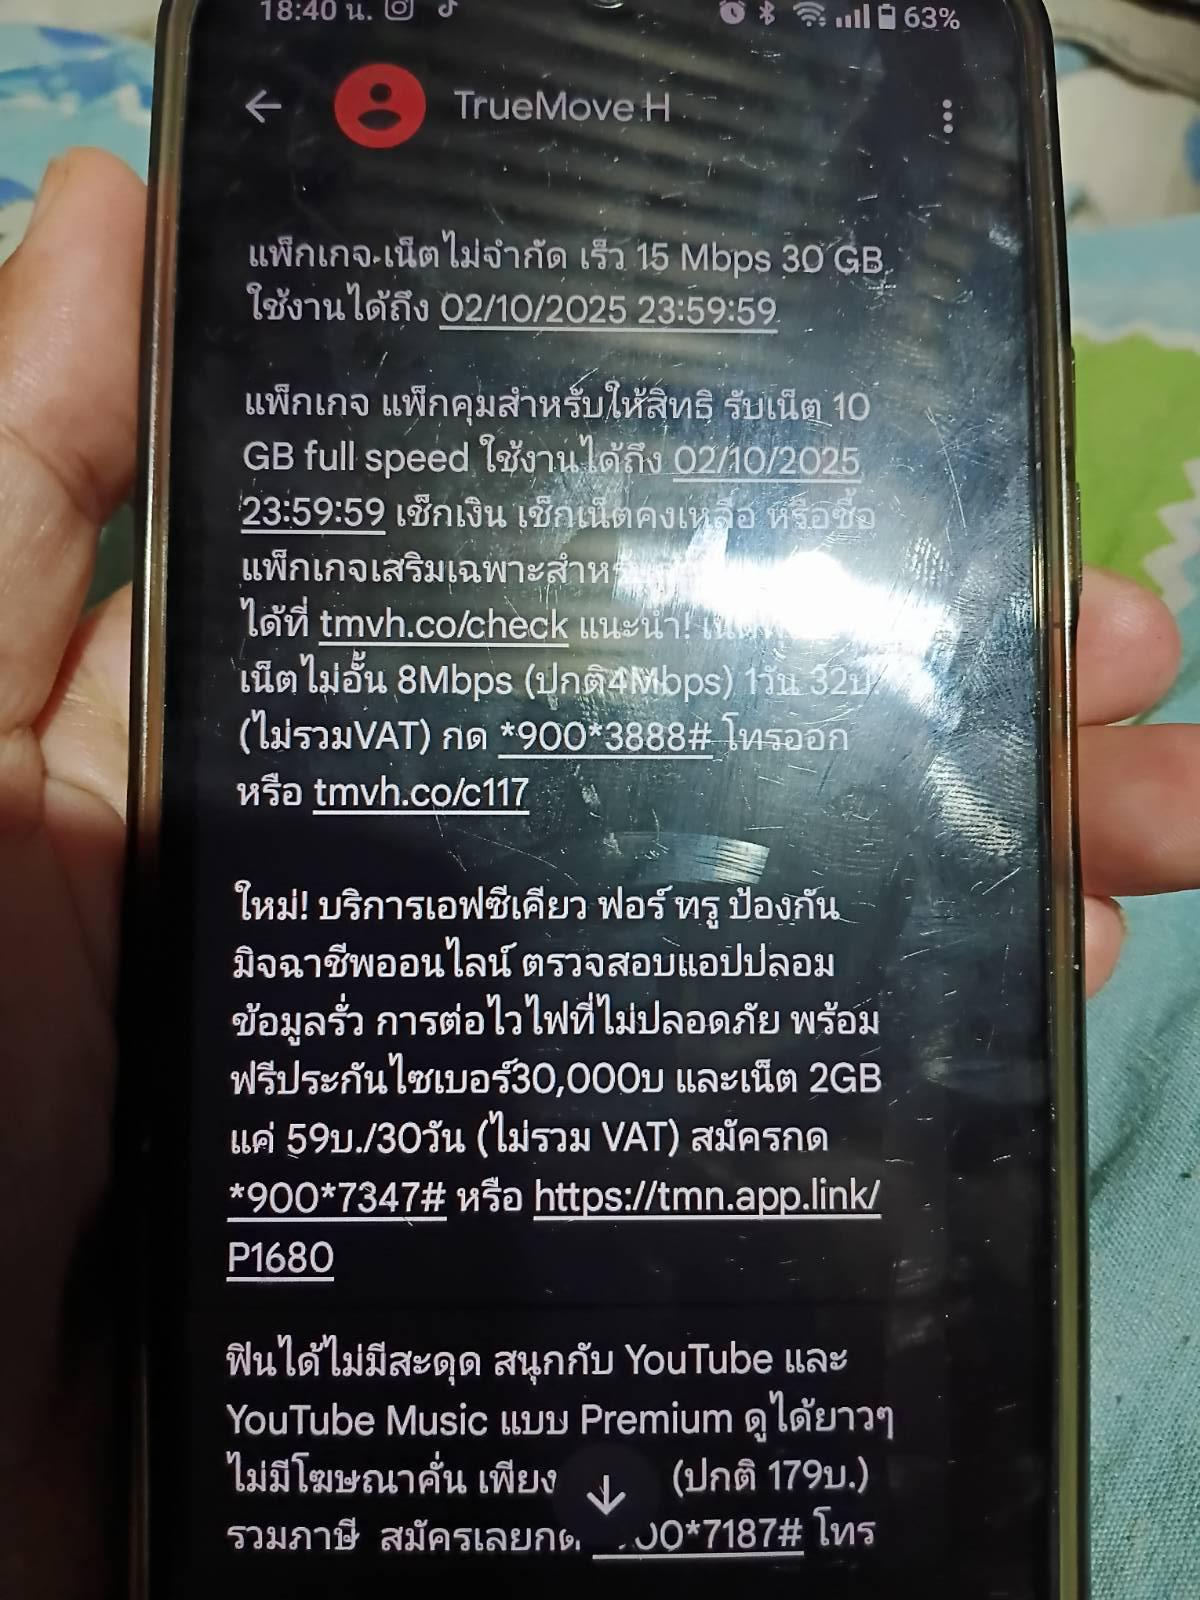 18:40 น.
63%
TrueMove H
แพ็กเกจ-เน็ตไม่จำกัด เร็ว 15 Mbps 30 GB
ใช้งานได้ถึง 02/10/2025 23:59:59
แพ็กเกจ แพ็กคุมสำหรับให้สิทธิ รับเน็ต 10
GB full speed ใช้งานได้ถึง 02/10/2025
23:59:59 เช็กเงิน เช็กเน็ตคงเหลือ หรือซื้อ
แพ็กเกจเสริมเฉพาะสำหรับ
ได้ที่ tmvh.co/check แนะนำ!
เน็ตไม่อั้น 8Mbps (ปกติ4Mbps) 1วัน 32บ.
(ไม่รวมVAT) กด *900*3888# โทรออก
หรือ tmvh.co/c117
ใหม่! บริการเอฟซีเคียว ฟอร์ ทรู ป้องกัน
มิจฉาชีพออนไลน์ ตรวจสอบแอปปลอม
ข้อมูลรั่ว การต่อไวไฟที่ไม่ปลอดภัย พร้อม
ฟรีประกันไซเบอร์30,000บ และเน็ต 2GB
แค่ 59บ./30วัน (ไม่รวม VAT) สมัครกด
*900*7347# หรือ https://tmn.app.link/
P1680
ฟินได้ไม่มีสะดุด สนุกกับ YouTube และ
YouTube Music แบบ Premium ดูได้ยาวๆ
ไม่มีโฆษณาคั่น เพียง (ปกติ 179บ.)
รวมภาษี สมัครเลยกด 00*7187# โทร